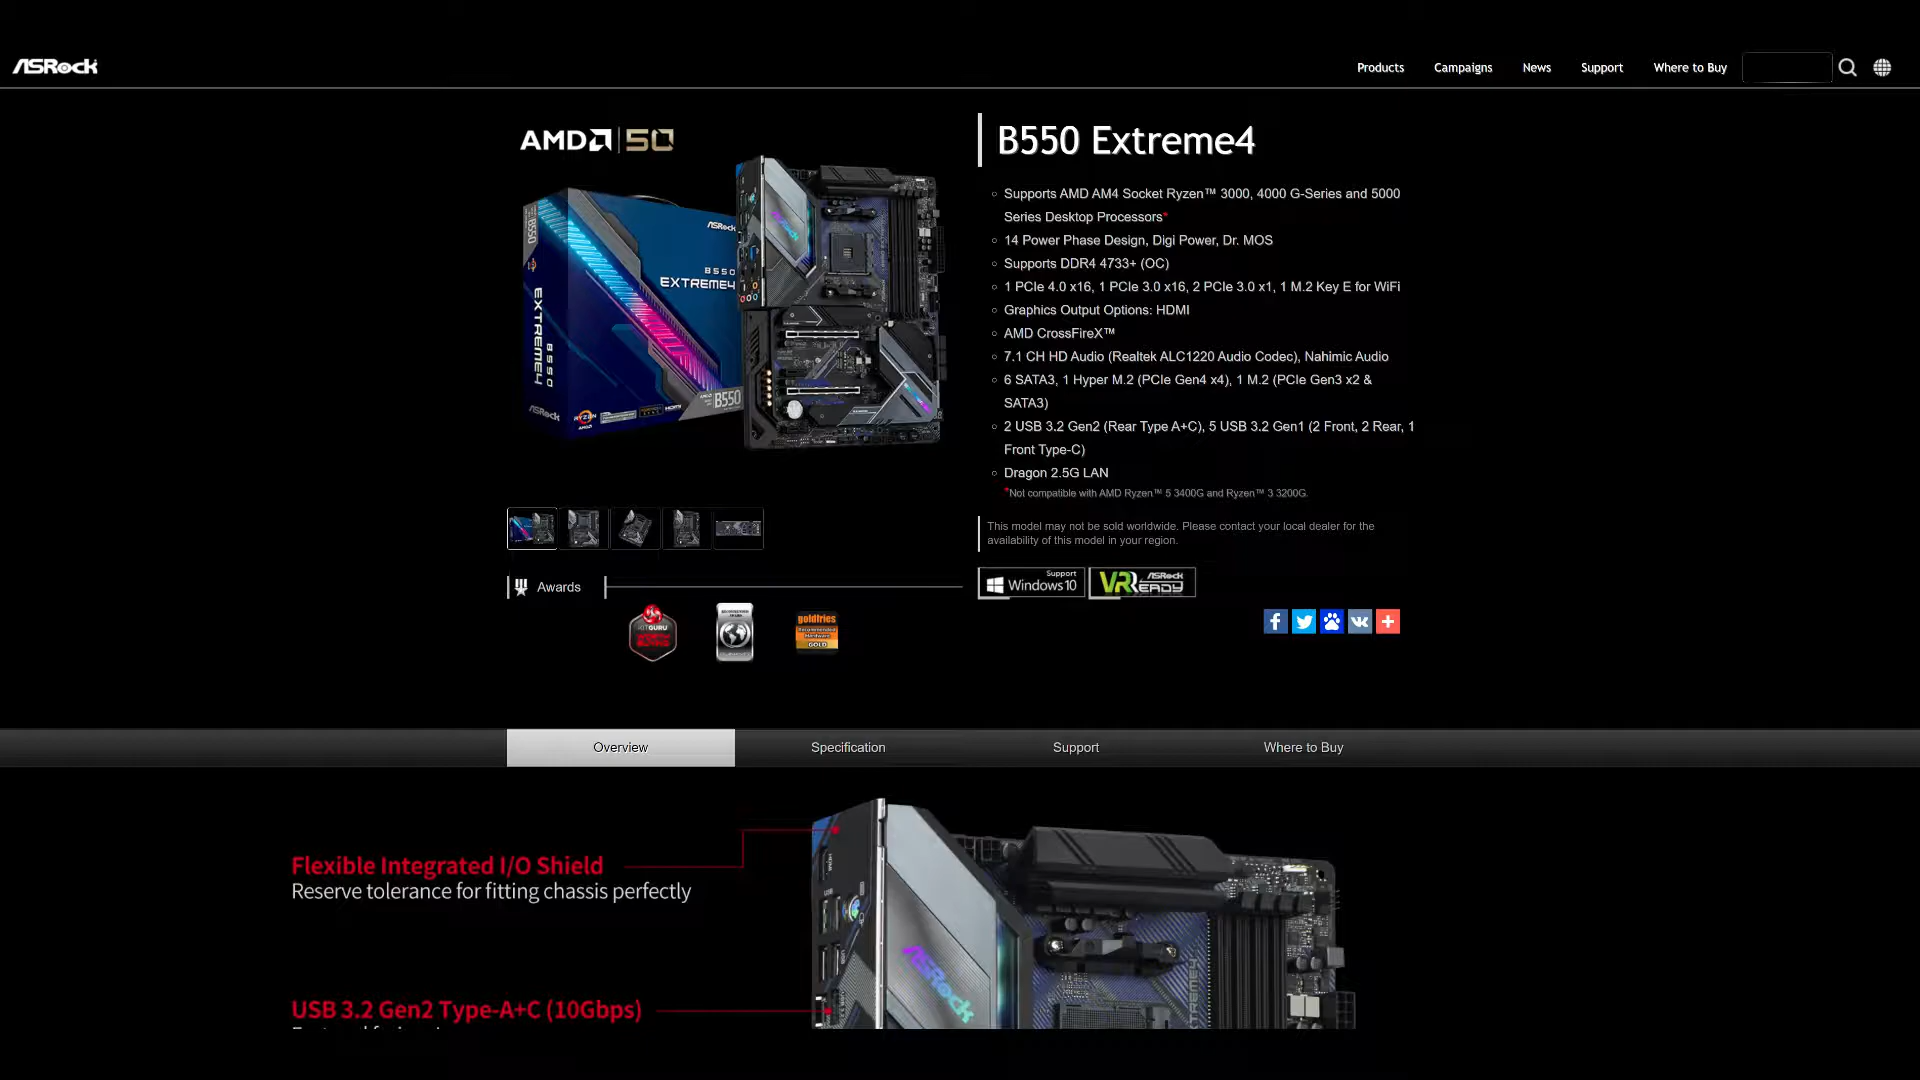 ASRock
Products
Campaigns
News
Support
Where to Buy
AMD 50
B550 Extreme4
Supports AMD AM4 Socket Ryzen™ 3000, 4000 G-Series and 5000
Series Desktop Processors*
14 Power Phase Design, Digi Power, Dr. MOS
Supports DDR4 4733+ (OC)
1 PCIe 4.0 x16, 1 PCIe 3.0 x16, 2 PCIe 3.0 x1, 1 M.2 Key E for WiFi
Graphics Output Options: HDMI
AMD CrossFireX™
7.1 CH HD Audio (Realtek ALC1220 Audio Codec), Nahimic Audio
6 SATA3, 1 Hyper M.2 (PCIe Gen4 x4), 1 M.2 (PCIe Gen3 x2 &
SATA3)
2 USB 3.2 Gen2 (Rear Type A+C), 5 USB 3.2 Gen1 (2 Front, 2 Rear, 1
Front Type-C)
Dragon 2.5G LAN
*Not compatible with AMD Ryzen™ 5 3400G and Ryzen™ 3 3200G.
This model may not be sold worldwide. Please contact your local dealer for the
availability of this model in your region.
Support
Windows 10
ASRock
VR READY
ASRock
B550
EXTREME4
B550
EXTREME4
B550
ASRock
RYZEN
AMD
HDMI
B550
Awards
KITGURU
goldfries
Recommended
Hardware
GOLD
Overview
Specification
Support
Where to Buy
Flexible Integrated I/O Shield
Reserve tolerance for fitting chassis perfectly
USB 3.2 Gen2 Type-A+C (10Gbps)
ASRock